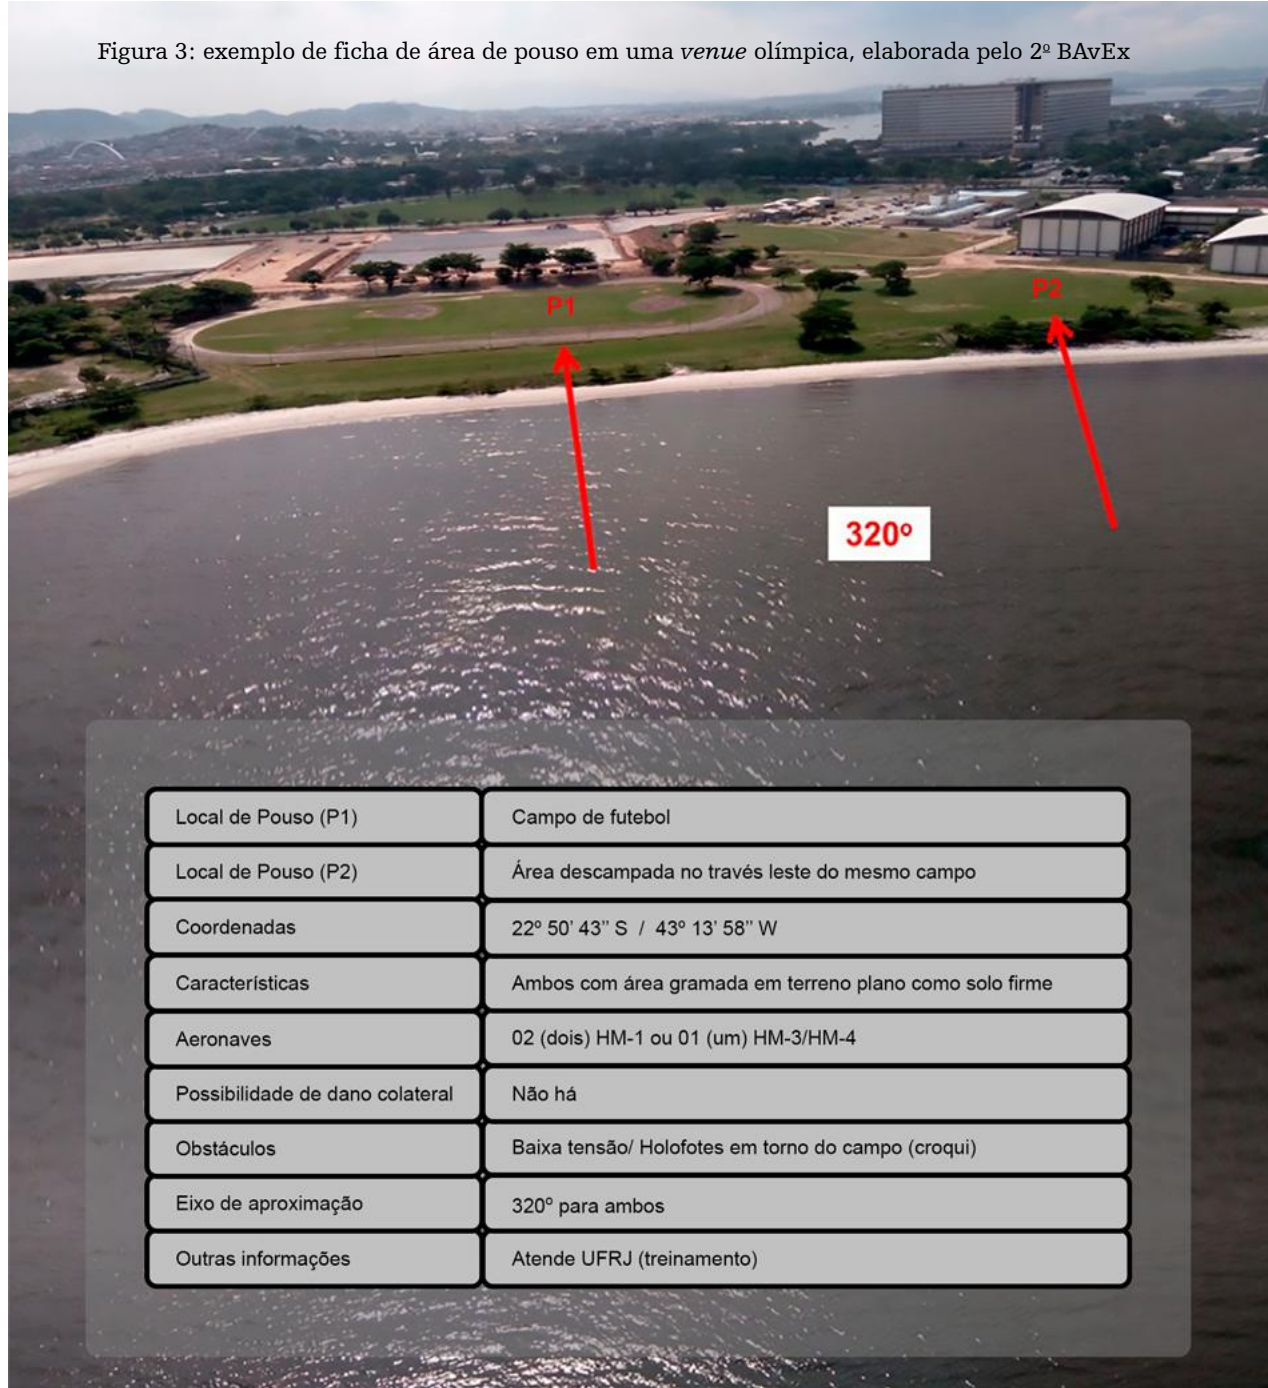 Figura 3: exemplo de ficha de área de pouso em uma venue olímpica, elaborada pelo 2º BAvEx
P1
P2
320º
Local de Pouso (P1) Campo de futebol
Local de Pouso (P2) Área descampada no través leste do mesmo campo
Coordenadas 22º 50' 43'' S / 43º 13' 58'' W
Características Ambos com área gramada em terreno plano como solo firme
Aeronaves 02 (dois) HM-1 ou 01 (um) HM-3/HM-4
Possibilidade de dano colateral Não há
Obstáculos Baixa tensão/ Holofotes em torno do campo (croqui)
Eixo de aproximação 320º para ambos
Outras informações Atende UFRJ (treinamento)